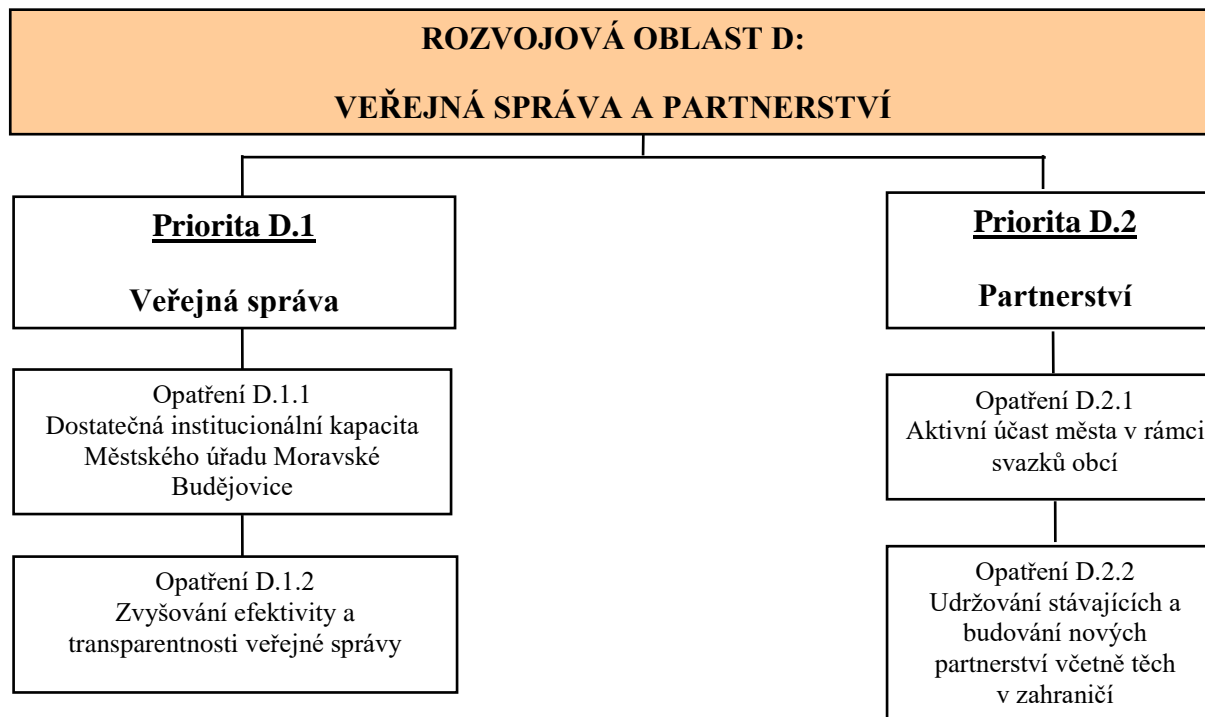 ROZVOJOVÁ OBLAST D:
VEŘEJNÁ SPRÁVA A PARTNERSTVÍ
Priorita D.1
Veřejná správa
Opatření D.1.1
Dostatečná institucionální kapacita
Městského úřadu Moravské
Budějovice
Opatření D.1.2
Zvyšování efektivity a
transparentnosti veřejné správy
Priorita D.2
Partnerství
Opatření D.2.1
Aktivní účast města v rámci
svazků obcí
Opatření D.2.2
Udržování stávajících a
budování nových
partnerství včetně těch
v zahraničí